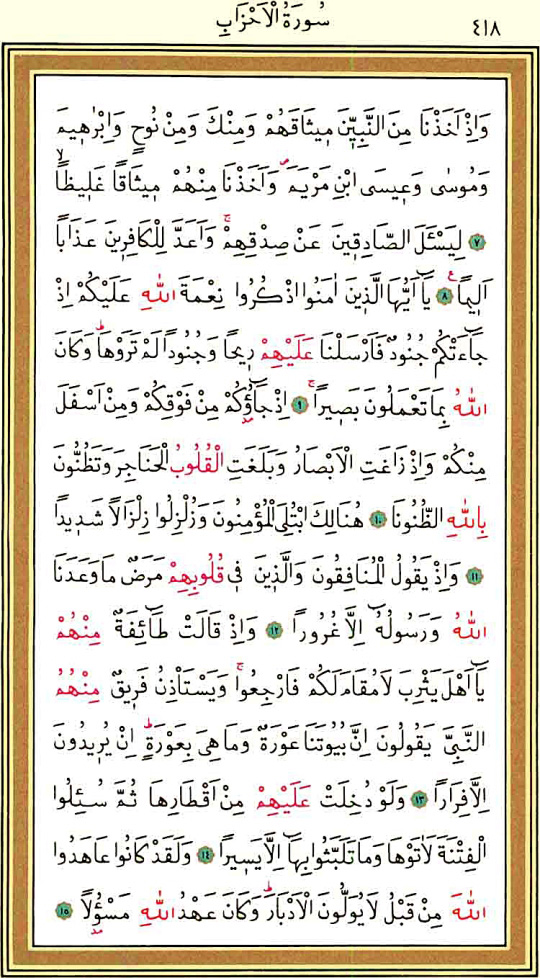 سُورَةُ الْاَحْزَابِ ٤١٨
وَاِذْ اَخَذْنَا مِنَ النَّبِيّ۪نَ م۪يثَاقَهُمْ وَمِنْكَ وَمِنْ نُوحٍ وَاِبْرٰه۪يمَ
وَمُوسٰى وَع۪يسَى ابْنِ مَرْيَمَۖ وَاَخَذْنَا مِنْهُمْ م۪يثَاقًا غَل۪يظًاۙ
﴿٧﴾ لِيَسْـَٔلَ الصَّادِق۪ينَ عَنْ صِدْقِهِمْۚ وَاَعَدَّ لِلْكَافِر۪ينَ عَذَابًا
اَل۪يمًاࣖ ﴿٨﴾ يَٓا اَيُّهَا الَّذ۪ينَ اٰمَنُوا اذْكُرُوا نِعْمَةَ اللّٰهِ عَلَيْكُمْ اِذْ
جَٓاءَتْكُمْ جُنُودٌ فَاَرْسَلْنَا عَلَيْهِمْ ر۪يحًا وَجُنُودًا لَمْ تَرَوْهَاۜ وَكَانَ
اللّٰهُ بِمَا تَعْمَلُونَ بَص۪يرًاۚ ﴿٩﴾ اِذْ جَٓاؤُ۫كُمْ مِنْ فَوْقِكُمْ وَمِنْ اَسْفَلَ
مِنْكُمْ وَاِذْ زَاغَتِ الْاَبْصَارُ وَبَلَغَتِ الْقُلُوبُ الْحَنَاجِرَ وَتَظُنُّونَ
بِاللّٰهِ الظُّنُونَا ﴿١٠﴾ هُنَالِكَ ابْتُلِيَ الْمُؤْمِنُونَ وَزُلْزِلُوا زِلْزَالًا شَد۪يدًا
﴿١١﴾ وَاِذْ يَقُولُ الْمُنَافِقُونَ وَالَّذ۪ينَ ف۪ي قُلُوبِهِمْ مَرَضٌ مَا وَعَدَنَا
اللّٰهُ وَرَسُولُهُٓ اِلَّا غُرُورًا ﴿١٢﴾ وَاِذْ قَالَتْ طَٓائِفَةٌ مِنْهُمْ
يَٓا اَهْلَ يَثْرِبَ لَا مُقَامَ لَكُمْ فَارْجِعُواۚ وَيَسْتَأْذِنُ فَر۪يقٌ مِنْهُمُ
النَّبِيَّ يَقُولُونَ اِنَّ بُيُوتَنَا عَوْرَةٌ وَمَا هِيَ بِعَوْرَةٍۜ اِنْ يُر۪يدُونَ
اِلَّا فِرَارًا ﴿١٣﴾ وَلَوْ دُخِلَتْ عَلَيْهِمْ مِنْ اَقْطَارِهَا ثُمَّ سُئِلُوا
الْفِتْنَةَ لَاٰتَوْهَا وَمَا تَلَبَّثُوا بِهَٓا اِلَّا يَس۪يرًا ﴿١٤﴾ وَلَقَدْ كَانُوا عَاهَدُوا
اللّٰهَ مِنْ قَبْلُ لَا يُوَلُّونَ الْاَدْبَارَۜ وَكَانَ عَهْدُ اللّٰهِ مَسْؤُ۫لًا ﴿١٥﴾